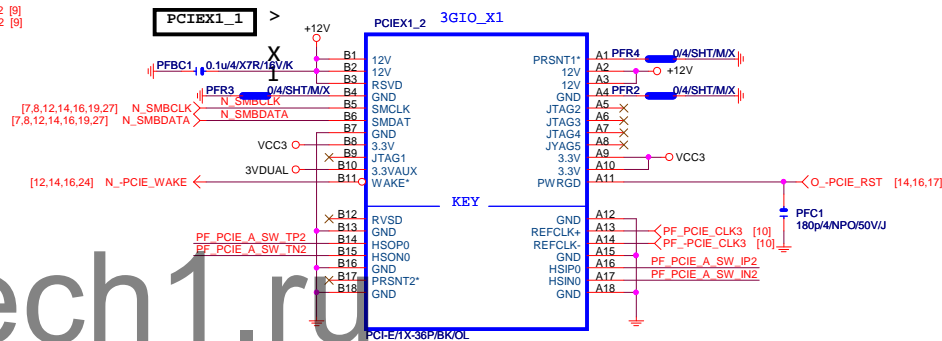 2 [9]
2 [9]
PCIEX1_1
>
X
1
PCIEX1_2
3GIO_X1
+12V
PFBC1
0.1u/4/X7R/16V/K
PFR3
0/4/SHT/M/X
[7,8,12,14,16,19,27] N_SMBCLK
N_SMBCLK
[7,8,12,14,16,19,27] N_SMBDATA
N_SMBDATA
VCC3
3VDUAL
[12,14,16,24] N_-PCIE_WAKE
PF_PCIE_A_SW_TP2
PF_PCIE_A_SW_TN2
B1 12V
B2 12V
B3 RSVD
B4 GND
B5 SMCLK
B6 SMDAT
B7 GND
B8 3.3V
B9 JTAG1
B10 3.3VAUX
B11 WAKE*
KEY
B12 RVSD
B13 GND
B14 HSOP0
B15 HSON0
B16 GND
B17 PRSNT2*
B18 GND
PRSNT1* A1
12V A2
12V A3
GND A4
JTAG2 A5
JTAG3 A6
JTAG4 A7
JYAG5 A8
3.3V A9
3.3V A10
PWRGD A11
GND A12
REFCLK+ A13
REFCLK- A14
GND A15
HSIP0 A16
HSIN0 A17
GND A18
PFR4
0/4/SHT/M/X
+12V
PFR2
0/4/SHT/M/X
VCC3
O_-PCIE_RST [14,16,17]
PFC1
180p/4/NPO/50V/J
PF_PCIE_CLK3 [10]
PF_-PCIE_CLK3 [10]
PF_PCIE_A_SW_IP2
PF_PCIE_A_SW_IN2
PCI-E/1X-36P/BK/OL
ech1.ru